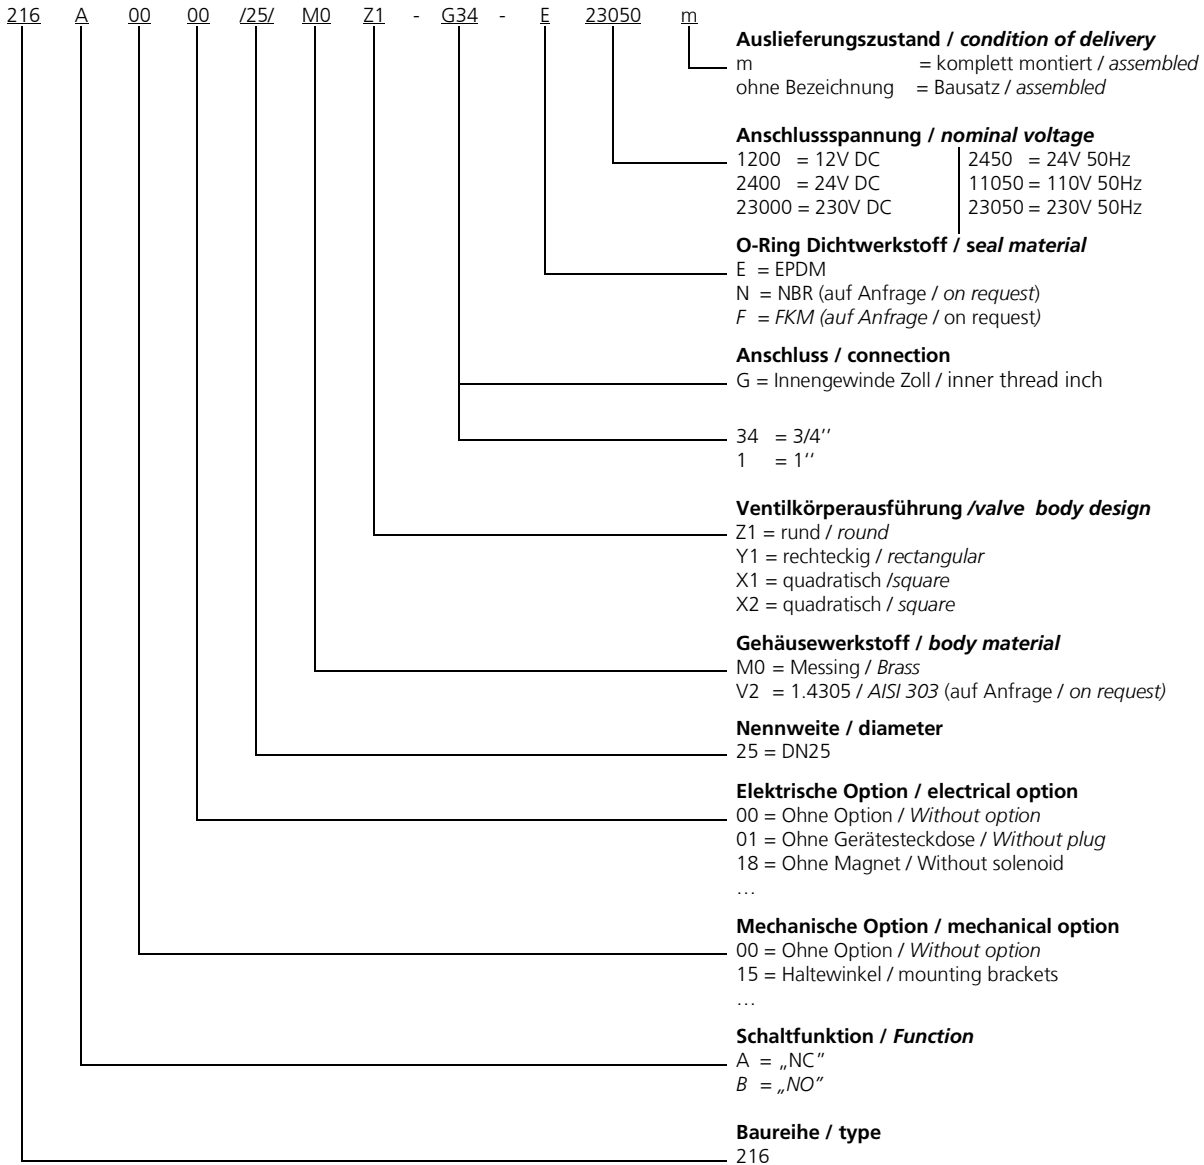 216 A 00 00 /25/ M0 Z1 - G34 - E 23050 m
Auslieferungszustand / condition of delivery
m = komplett montiert / assembled
ohne Bezeichnung = Bausatz / assembled
Anschlussspannung / nominal voltage
1200 = 12V DC 2450 = 24V 50Hz
2400 = 24V DC 11050 = 110V 50Hz
23000 = 230V DC 23050 = 230V 50Hz
O-Ring Dichtwerkstoff / seal material
E = EPDM
N = NBR (auf Anfrage / on request)
F = FKM (auf Anfrage / on request)
Anschluss / connection
G = Innengewinde Zoll / inner thread inch
34 = 3/4''
1 = 1''
Ventilkörperausführung /valve body design
Z1 = rund / round
Y1 = rechteckig / rectangular
X1 = quadratisch /square
X2 = quadratisch / square
Gehäusewerkstoff / body material
M0 = Messing / Brass
V2 = 1.4305 / AISI 303 (auf Anfrage / on request)
Nennweite / diameter
25 = DN25
Elektrische Option / electrical option
00 = Ohne Option / Without option
01 = Ohne Gerätesteckdose / Without plug
18 = Ohne Magnet / Without solenoid
…
Mechanische Option / mechanical option
00 = Ohne Option / Without option
15 = Haltewinkel / mounting brackets
…
Schaltfunktion / Function
A = „NC"
B = „NO"
Baureihe / type
216